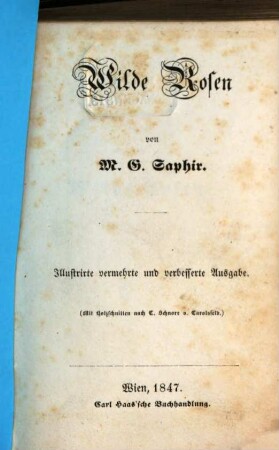 Wilde Rosen
von
M. G. Saphir.
Illustrirte vermehrte und verbesserte Ausgabe.
(Mit Holzschnitten nach C. Schnorr v. Carolsfeld.)
Wien, 1847.
Carl Haas'sche Buchhandlung.